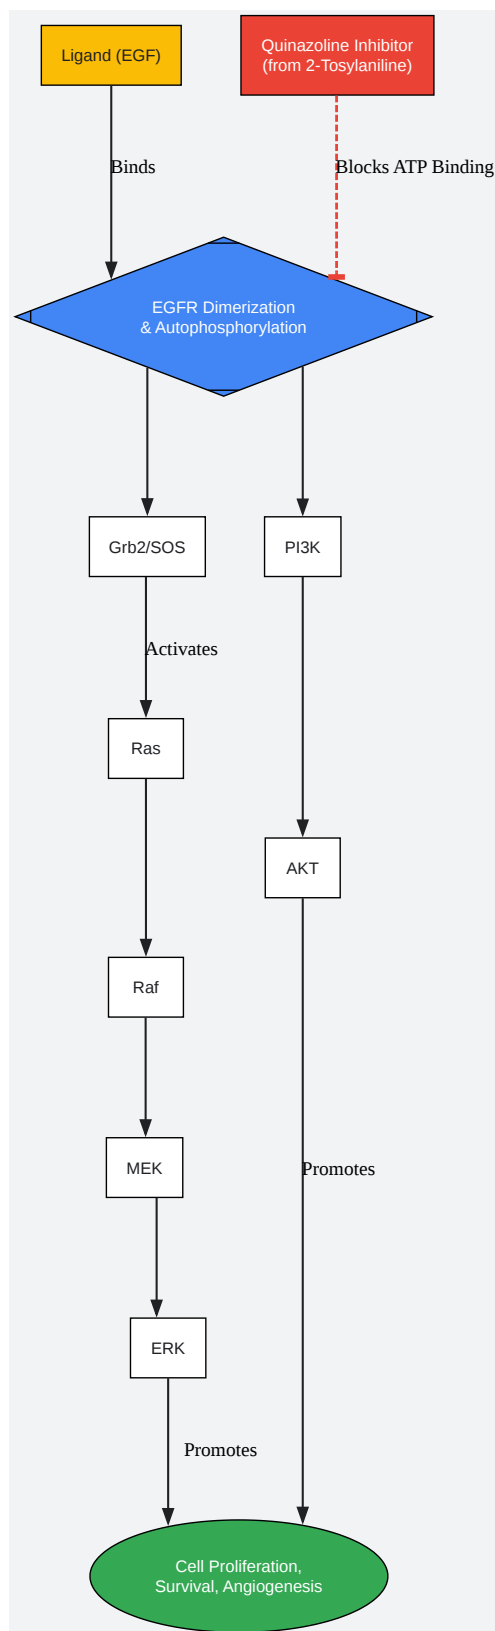 Ligand (EGF)
Quinazoline Inhibitor
(from 2-Tosylaniline)
Binds
Blocks ATP Binding
EGFR Dimerization
& Autophosphorylation
Grb2/SOS
PI3K
Activates
Ras
AKT
Raf
MEK
Promotes
ERK
Promotes
Cell Proliferation,
Survival, Angiogenesis